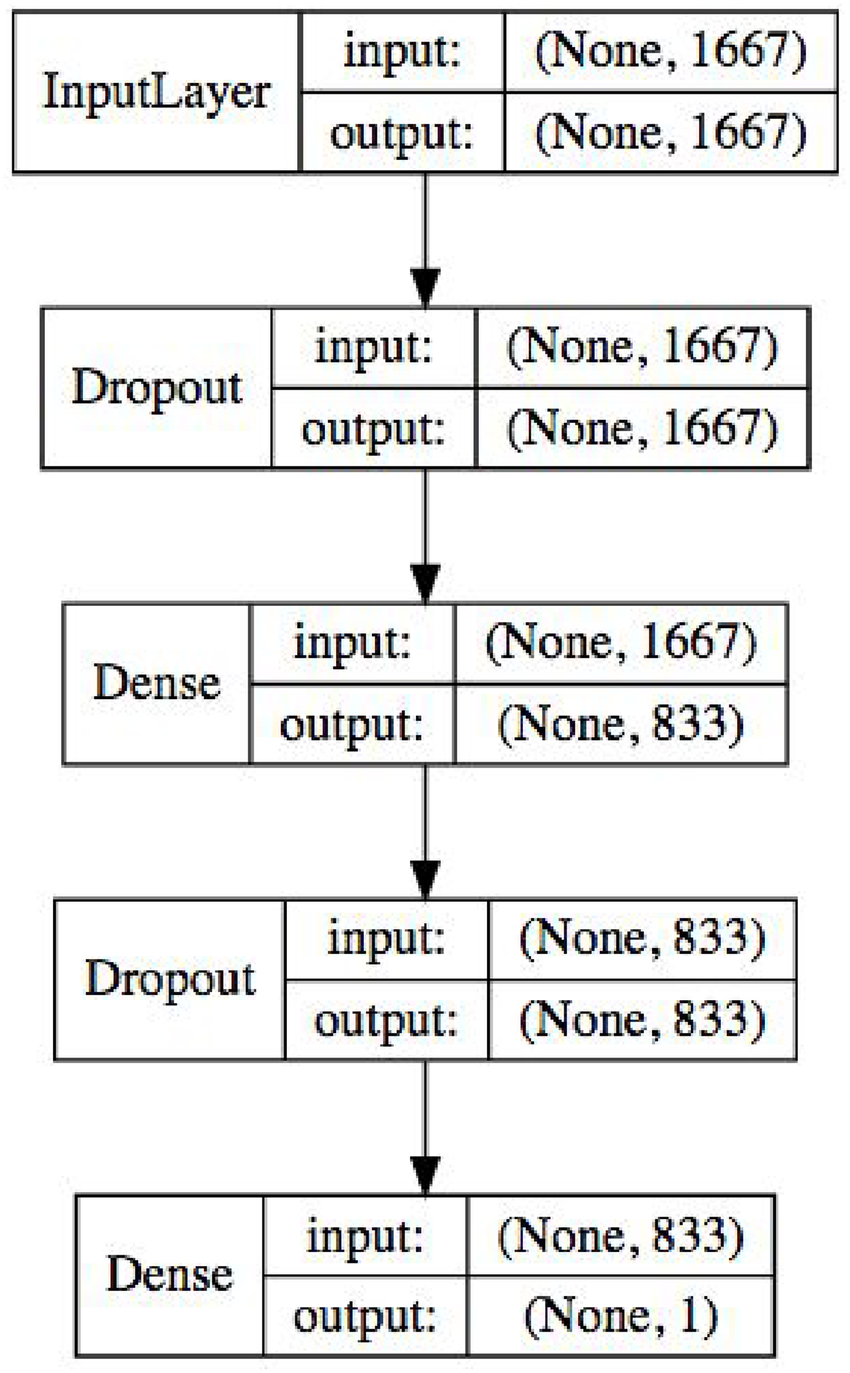 InputLayer
input: (None, 1667)
output: (None, 1667)
Dropout
input: (None, 1667)
output: (None, 1667)
Dense
input: (None, 1667)
output: (None, 833)
Dropout
input: (None, 833)
output: (None, 833)
Dense
input: (None, 833)
output: (None, 1)